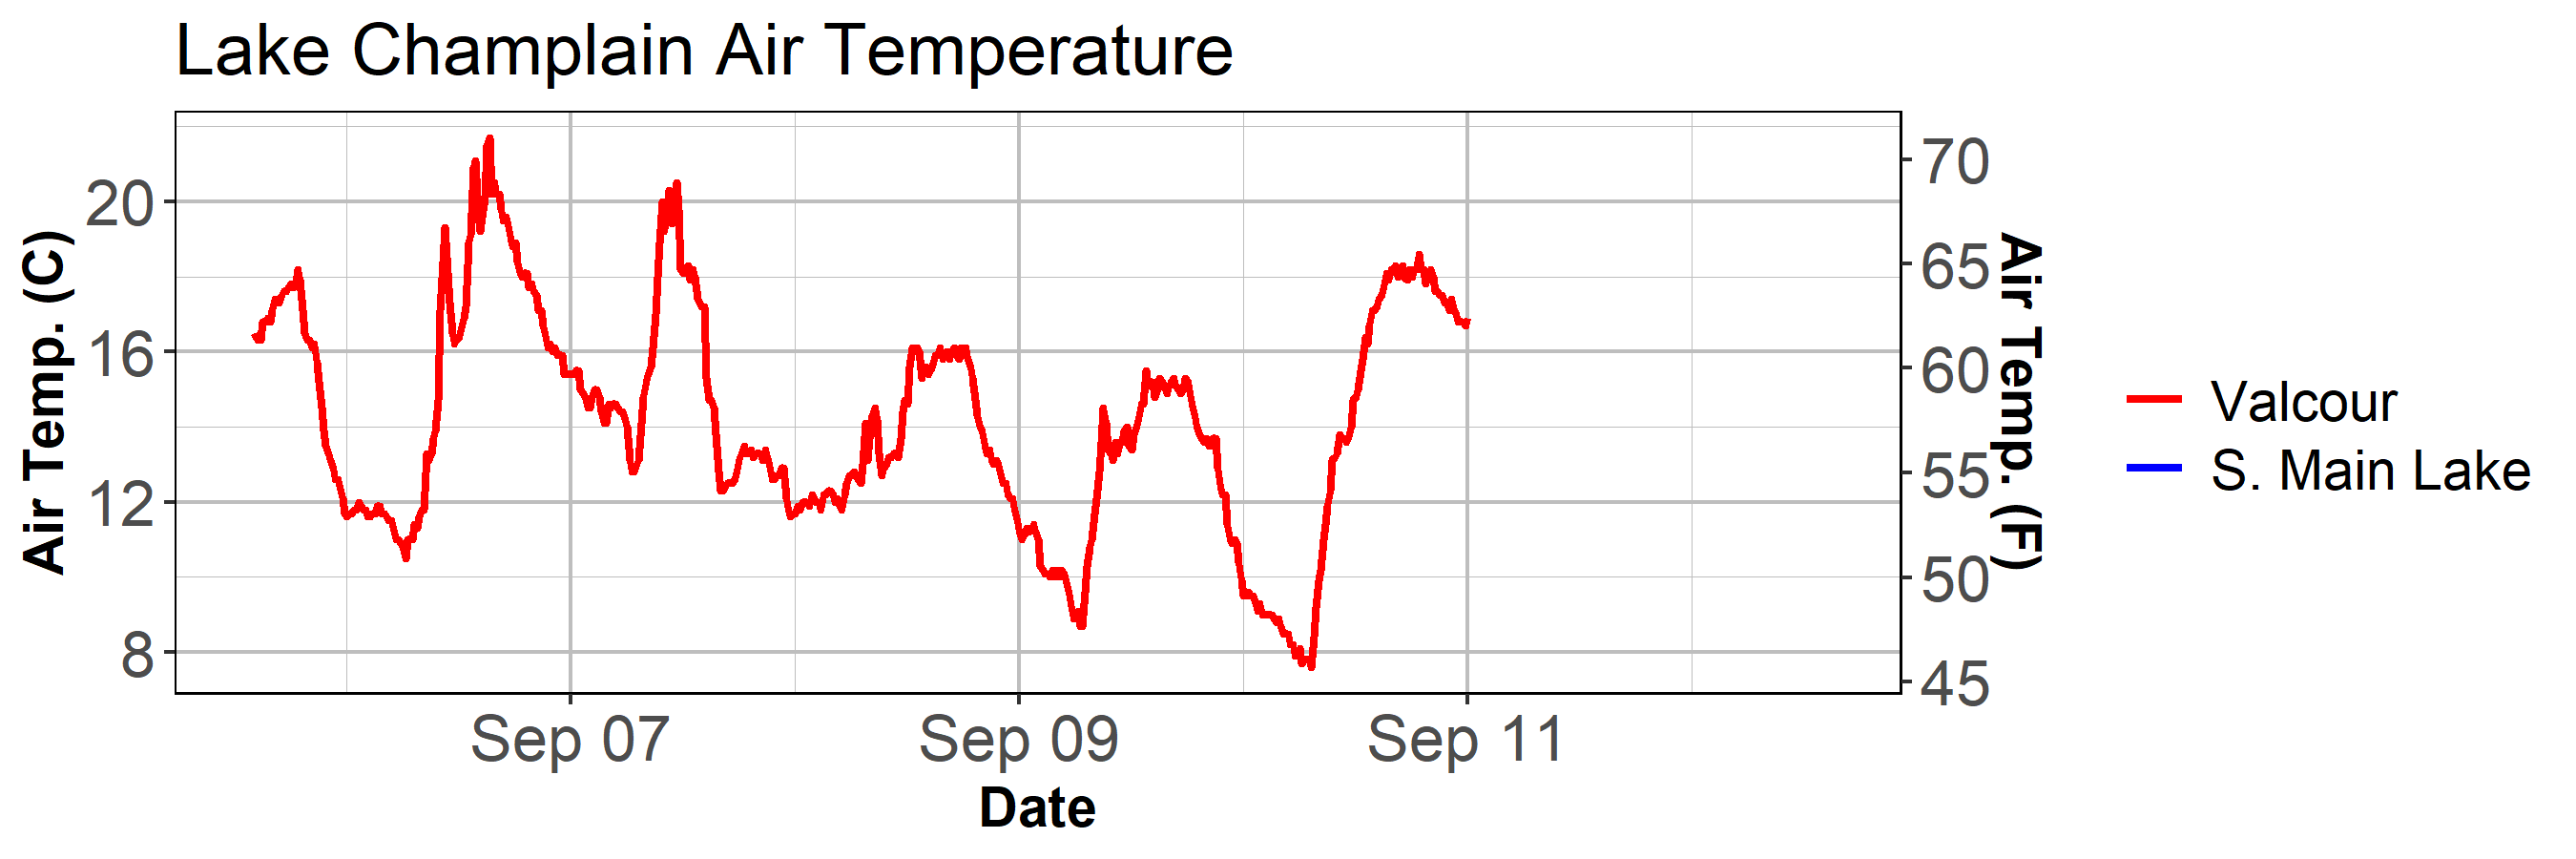 Lake Champlain Air Temperature
Air Temp. (C)
20
16
12
8
70
65
60
55
50
45
Air Temp. (F)
Sep 07
Sep 09
Sep 11
Date
Valcour
S. Main Lake